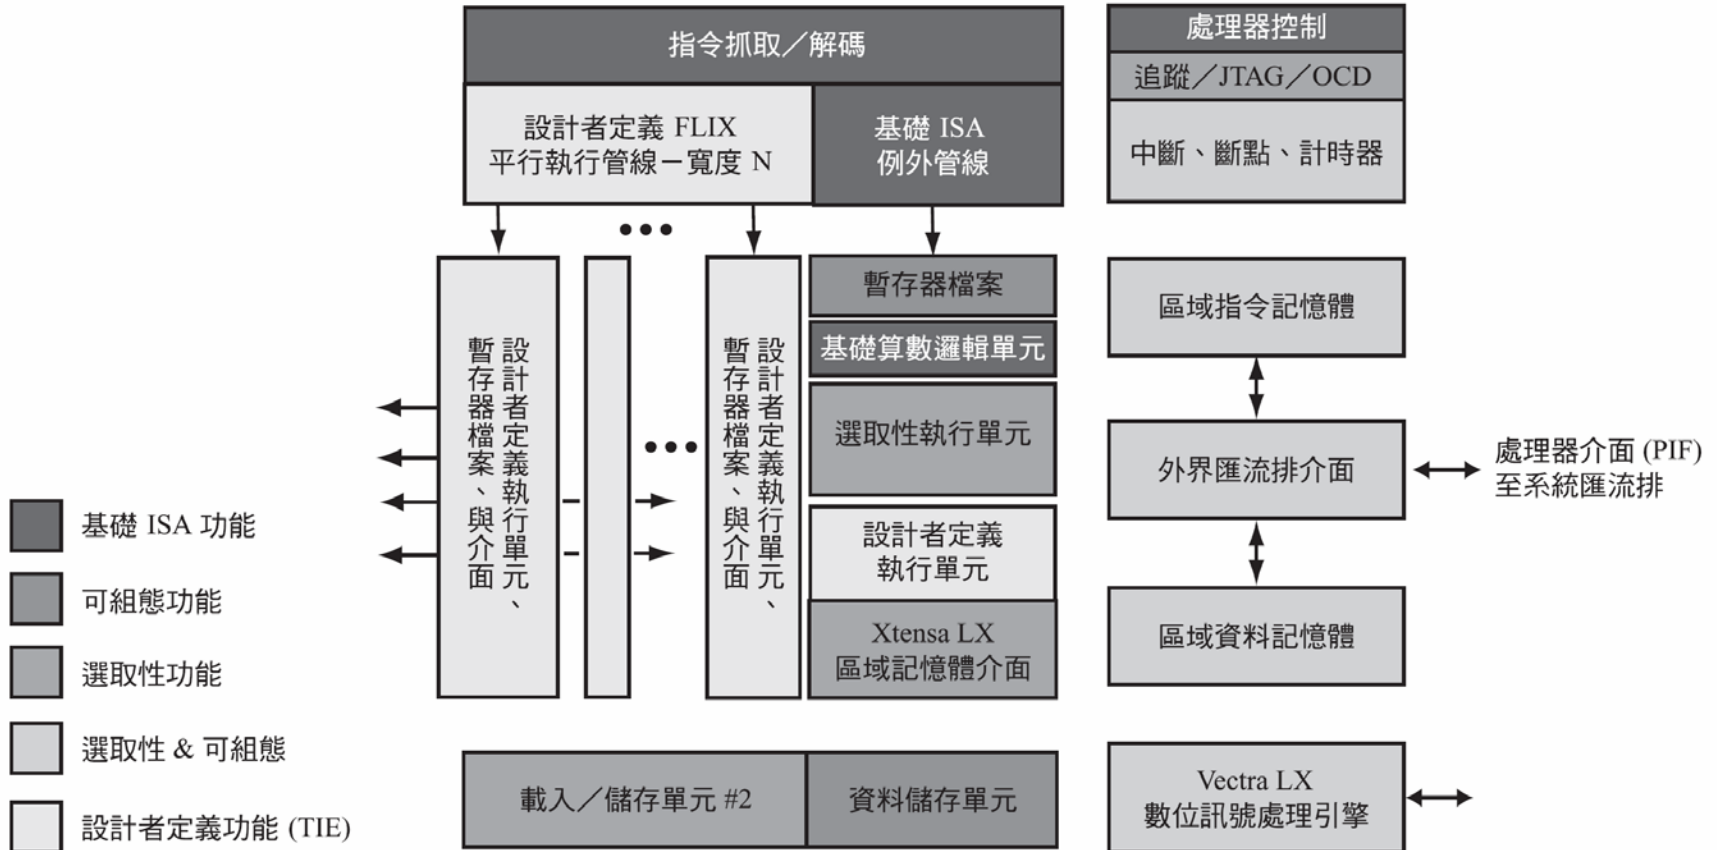 指令抓取／解碼
設計者定義 FLIX
平行執行管線－寬度 N
基礎 ISA
例外管線
處理器控制
追蹤／JTAG／OCD
中斷、斷點、計時器
設計者定義執行單元、
暫存器檔案、與介面
設計者定義執行單元、
暫存器檔案、與介面
暫存器檔案
基礎算數邏輯單元
選取性執行單元
設計者定義
執行單元
Xtensa LX
區域記憶體介面
區域指令記憶體
外界匯流排介面
處理器介面 (PIF)
至系統匯流排
區域資料記憶體
載入／儲存單元 #2
資料儲存單元
Vectra LX
數位訊號處理引擎
基礎 ISA 功能
可組態功能
選取性功能
選取性 & 可組態
設計者定義功能 (TIE)